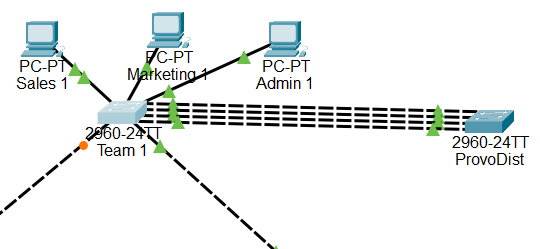 PC-PT
Sales 1
PC-PT
Marketing 1
PC-PT
Admin 1
2960-24TT
Team 1
2960-24TT
ProvoDist